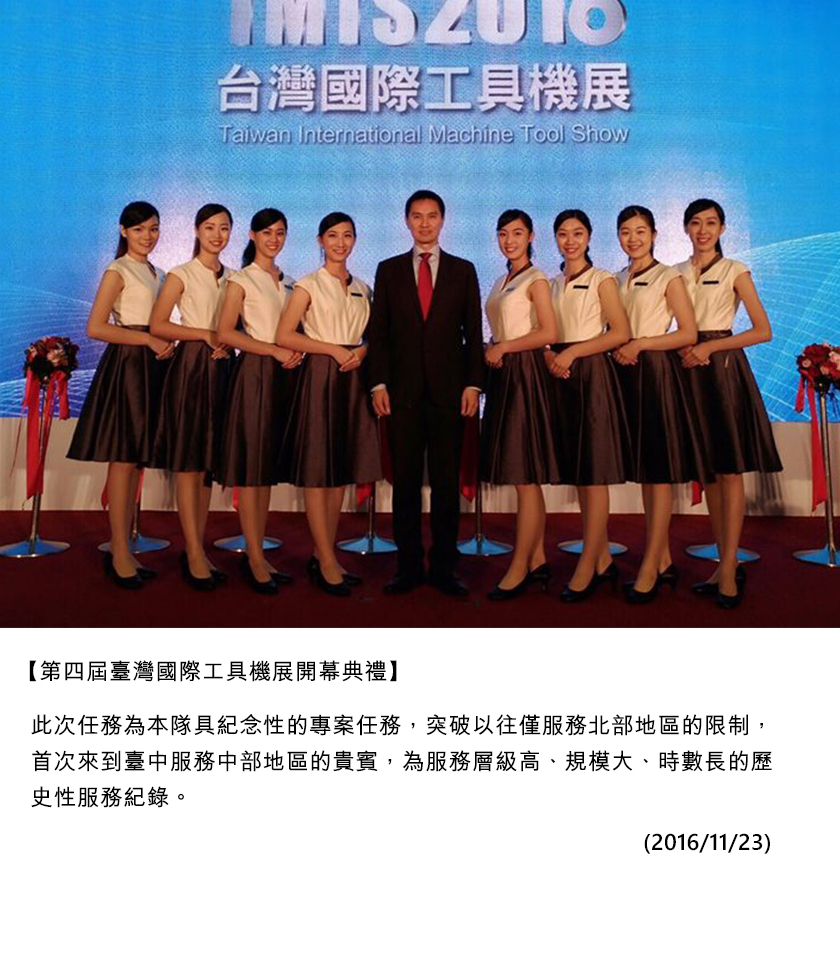 TMTS2016
台灣國際工具機展
Taiwan International Machine Tool Show
【第四屆臺灣國際工具機展開幕典禮】
此次任務為本隊具紀念性的專案任務，突破以往僅服務北部地區的限制，
首次來到臺中服務中部地區的貴賓，為服務層級高、規模大、時數長的歷
史性服務紀錄。
(2016/11/23)